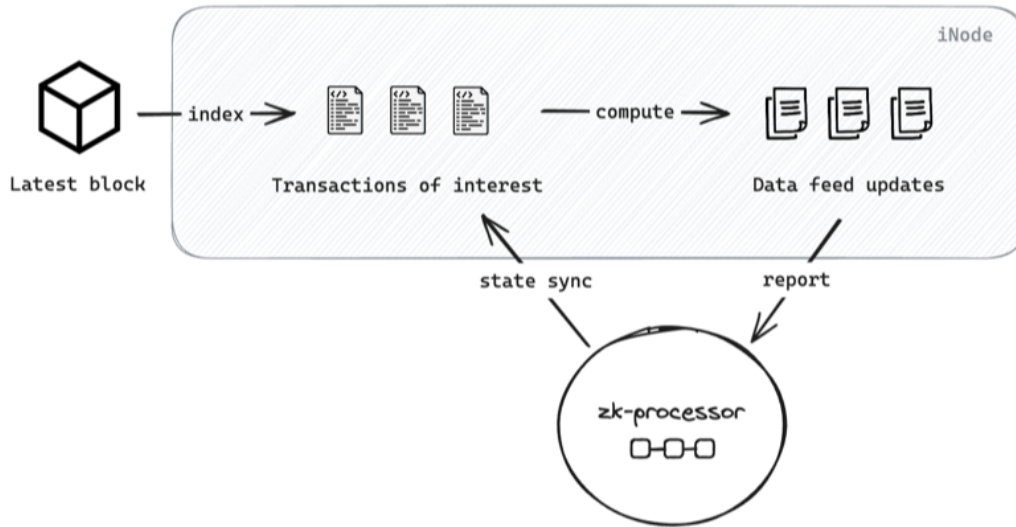 iNode
index
compute
Latest block
Transactions of interest
Data feed updates
state sync
report
zk-processor